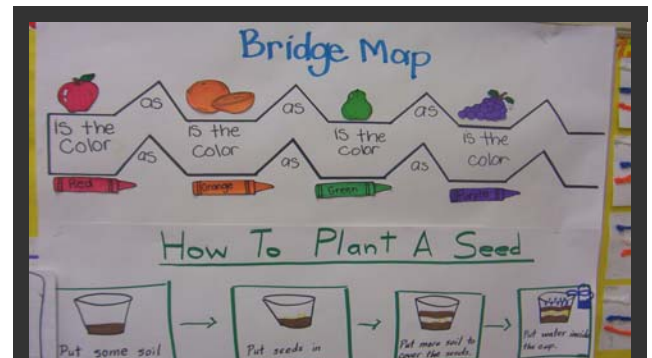 Bridge Map
as as as
is the
Color
is the
Color
is the
Color
is the
color
as as as
Red
Orange
Green
Purple
How To Plant A Seed
Put some soil
Put seeds in
Put more soil to
cover the seeds.
Put water inside
the cup.